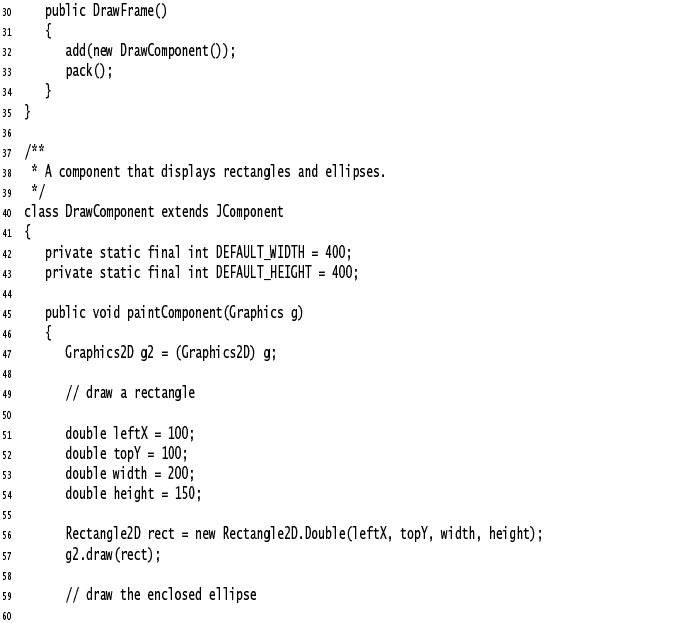 30 public DrawFrame()
31 {
32 add(new DrawComponent());
33 pack();
34 }
35 }
36
37 /**
38 * A component that displays rectangles and ellipses.
39 */
40 class DrawComponent extends JComponent
41 {
42 private static final int DEFAULT_WIDTH = 400;
43 private static final int DEFAULT_HEIGHT = 400;
44
45 public void paintComponent(Graphics g)
46 {
47 Graphics2D g2 = (Graphics2D) g;
48
49 // draw a rectangle
50
51 double leftX = 100;
52 double topY = 100;
53 double width = 200;
54 double height = 150;
55
56 Rectangle2D rect = new Rectangle2D.Double(leftX, topY, width, height);
57 g2.draw(rect);
58
59 // draw the enclosed ellipse
60